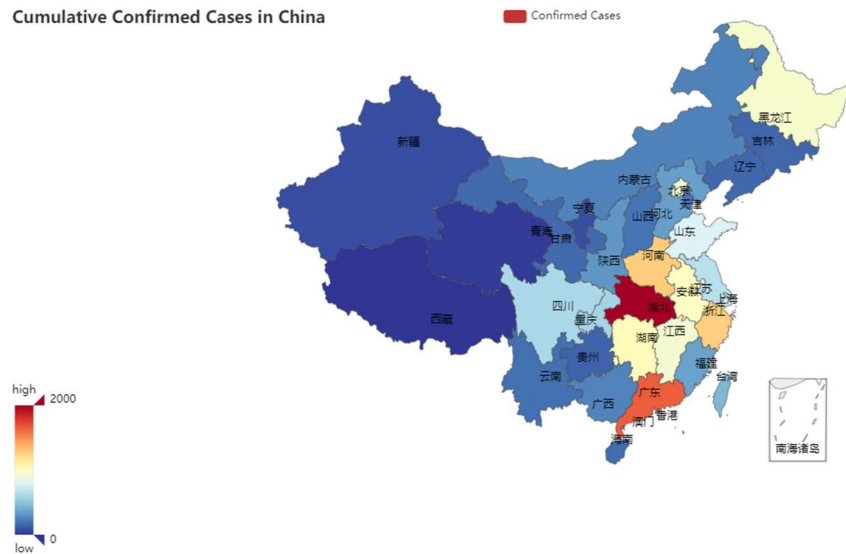 Cumulative Confirmed Cases in China
Confirmed Cases
黑龙江
吉林
新疆
辽宁
内蒙古
北京
天津
宁夏
山西
河北
青海
甘肃
山东
陕西
河南
安徽
江苏
上海
四川
湖北
浙江
重庆
湖南
江西
贵州
福建
云南
台湾
西藏
广西
广东
香港
澳门
海南
南海诸岛
high
2000
0
low